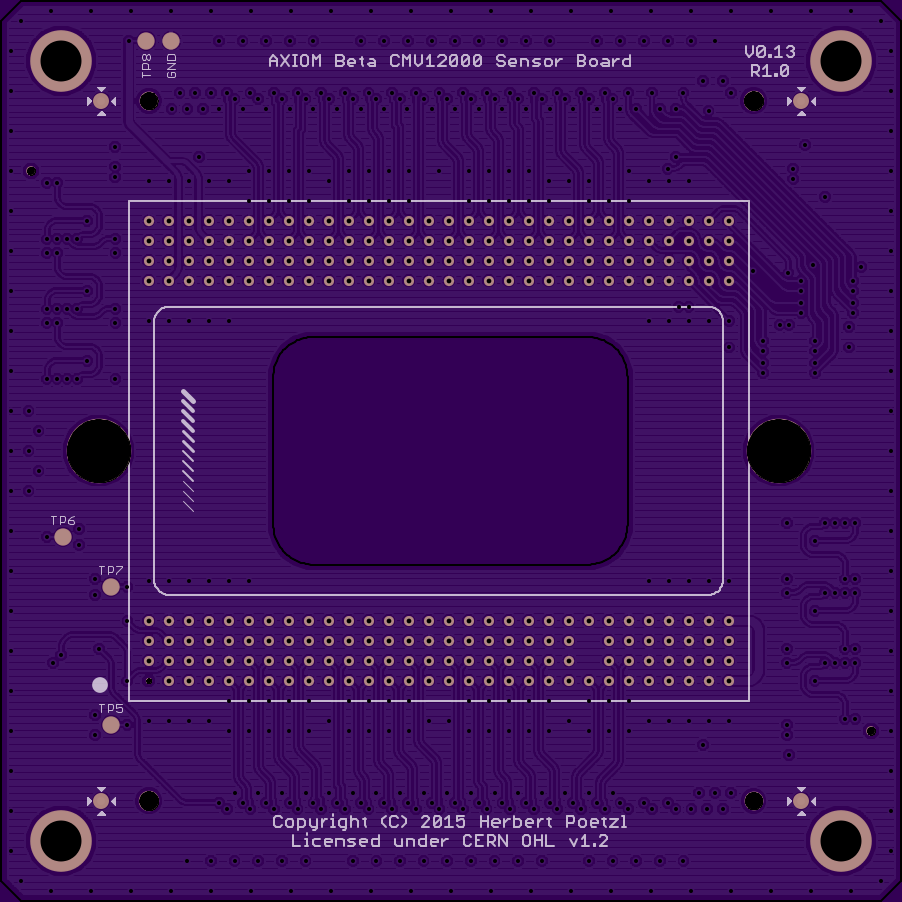 TP8
GND
AXIOM Beta CMV12000 Sensor Board
V0.13
R1.0
TP6
TP7
TP5
Copyright (C) 2015 Herbert Poetzl
Licensed under CERN OHL v1.2